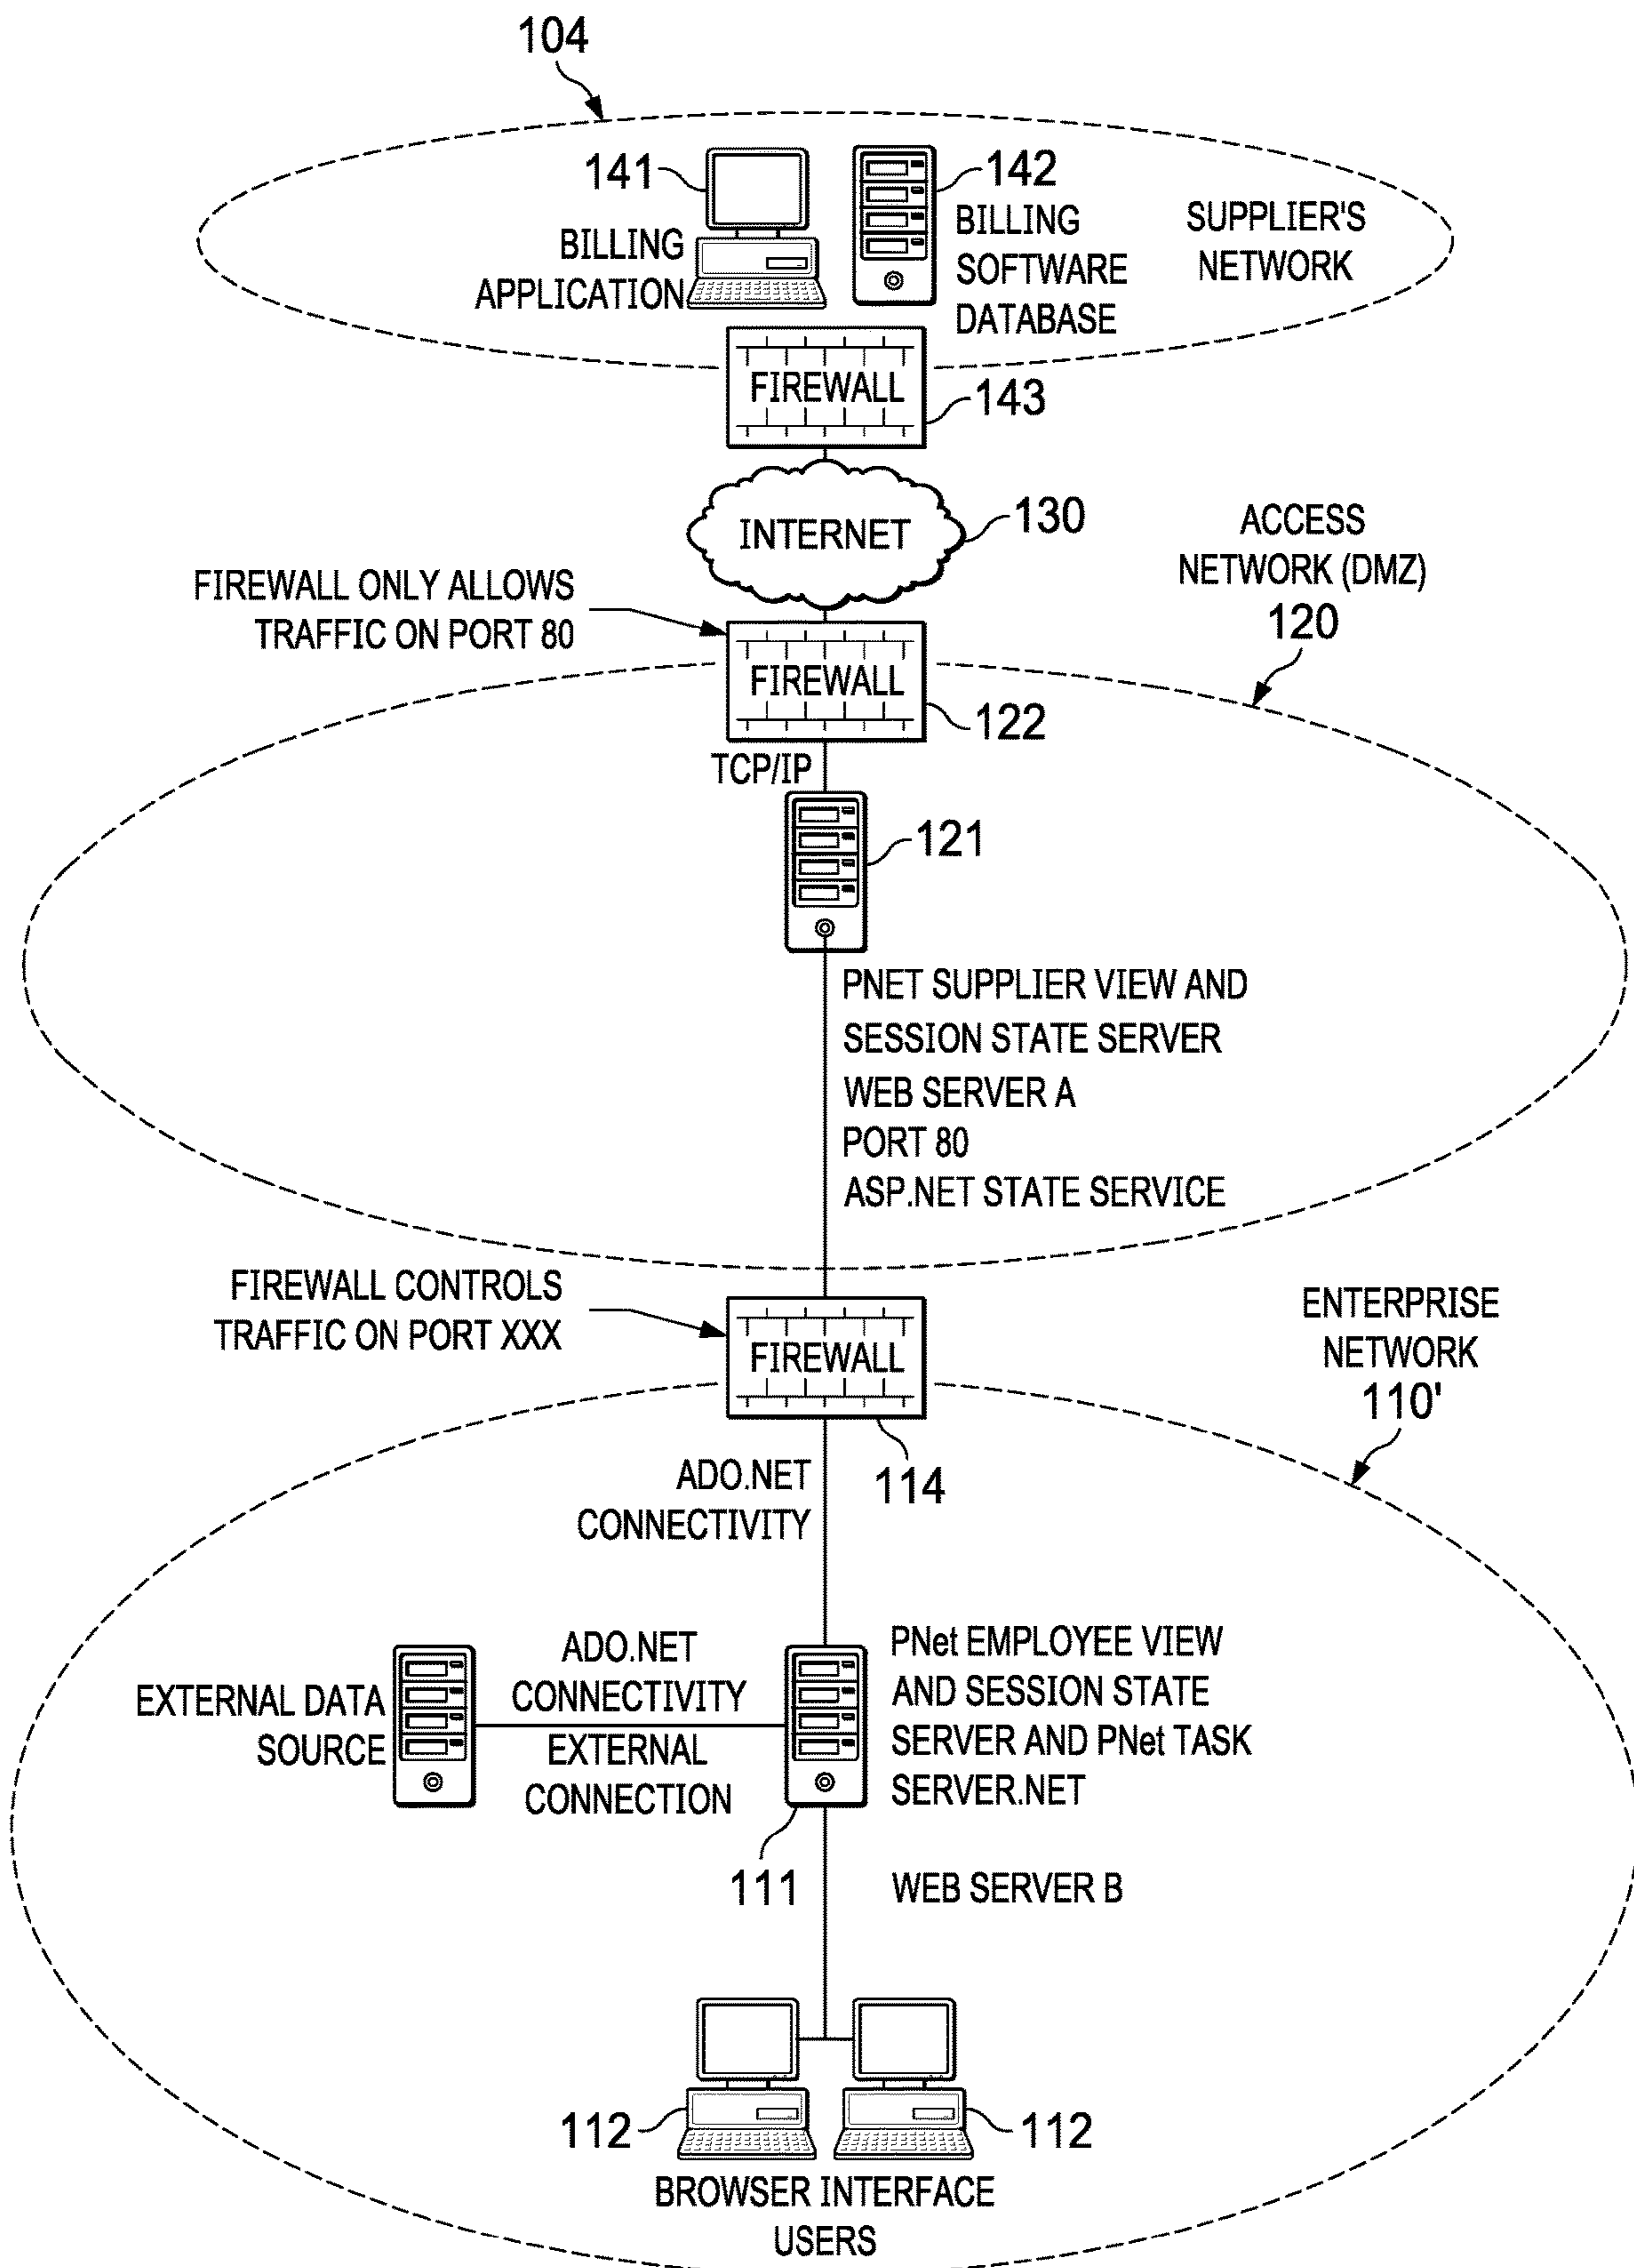 104
141
BILLING
APPLICATION
142
BILLING
SOFTWARE
DATABASE
SUPPLIER'S
NETWORK
FIREWALL
143
INTERNET
130
ACCESS
NETWORK (DMZ)
120
FIREWALL ONLY ALLOWS
TRAFFIC ON PORT 80
FIREWALL
122
TCP/IP
121
PNET SUPPLIER VIEW AND
SESSION STATE SERVER
WEB SERVER A
PORT 80
ASP.NET STATE SERVICE
FIREWALL CONTROLS
TRAFFIC ON PORT XXX
FIREWALL
114
ENTERPRISE
NETWORK
110'
ADO.NET
CONNECTIVITY
EXTERNAL DATA
SOURCE
ADO.NET
CONNECTIVITY
EXTERNAL
CONNECTION
PNet EMPLOYEE VIEW
AND SESSION STATE
SERVER AND PNet TASK
SERVER.NET
111
WEB SERVER B
112
112
BROWSER INTERFACE
USERS